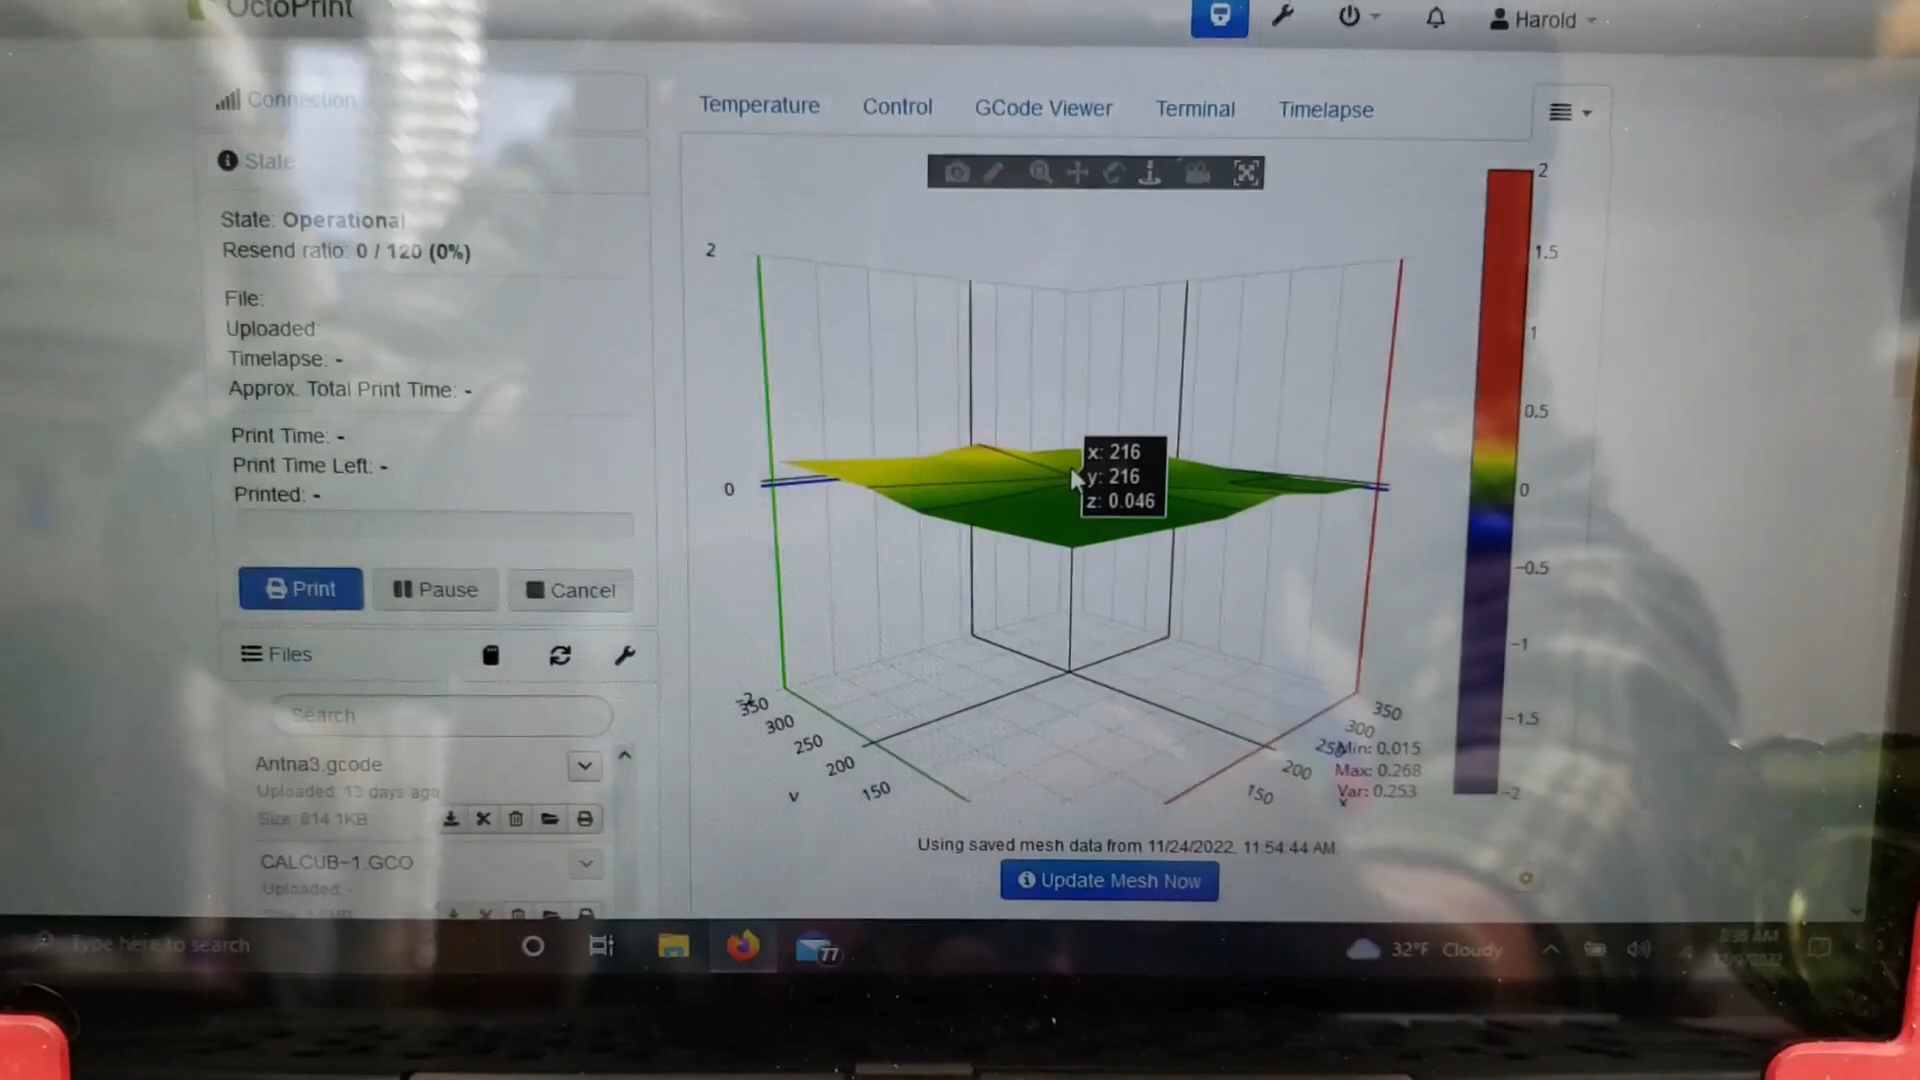 OctoPrint
Harold
Connection
State
State: Operational
Resend ratio: 0 / 120 (0%)
File:
Uploaded:
Timelapse: -
Approx. Total Print Time: -
Print Time: -
Print Time Left: -
Printed: -
Print
Pause
Cancel
Files
Search
Antna3.gcode
Uploaded: 13 days ago
Size: 814.1KB
CALCUB~1.GCO
Uploaded: -
Temperature
Control
GCode Viewer
Terminal
Timelapse
2
0
-2
350
300
250
200
150
350
300
250
200
150
x: 216
y: 216
z: 0.046
2
1.5
1
0.5
0
-0.5
-1
-1.5
-2
Min: 0.015
Max: 0.268
Var: 0.253
Using saved mesh data from 11/24/2022, 11:54:44 AM.
Update Mesh Now
Type here to search
77
32°F Cloudy